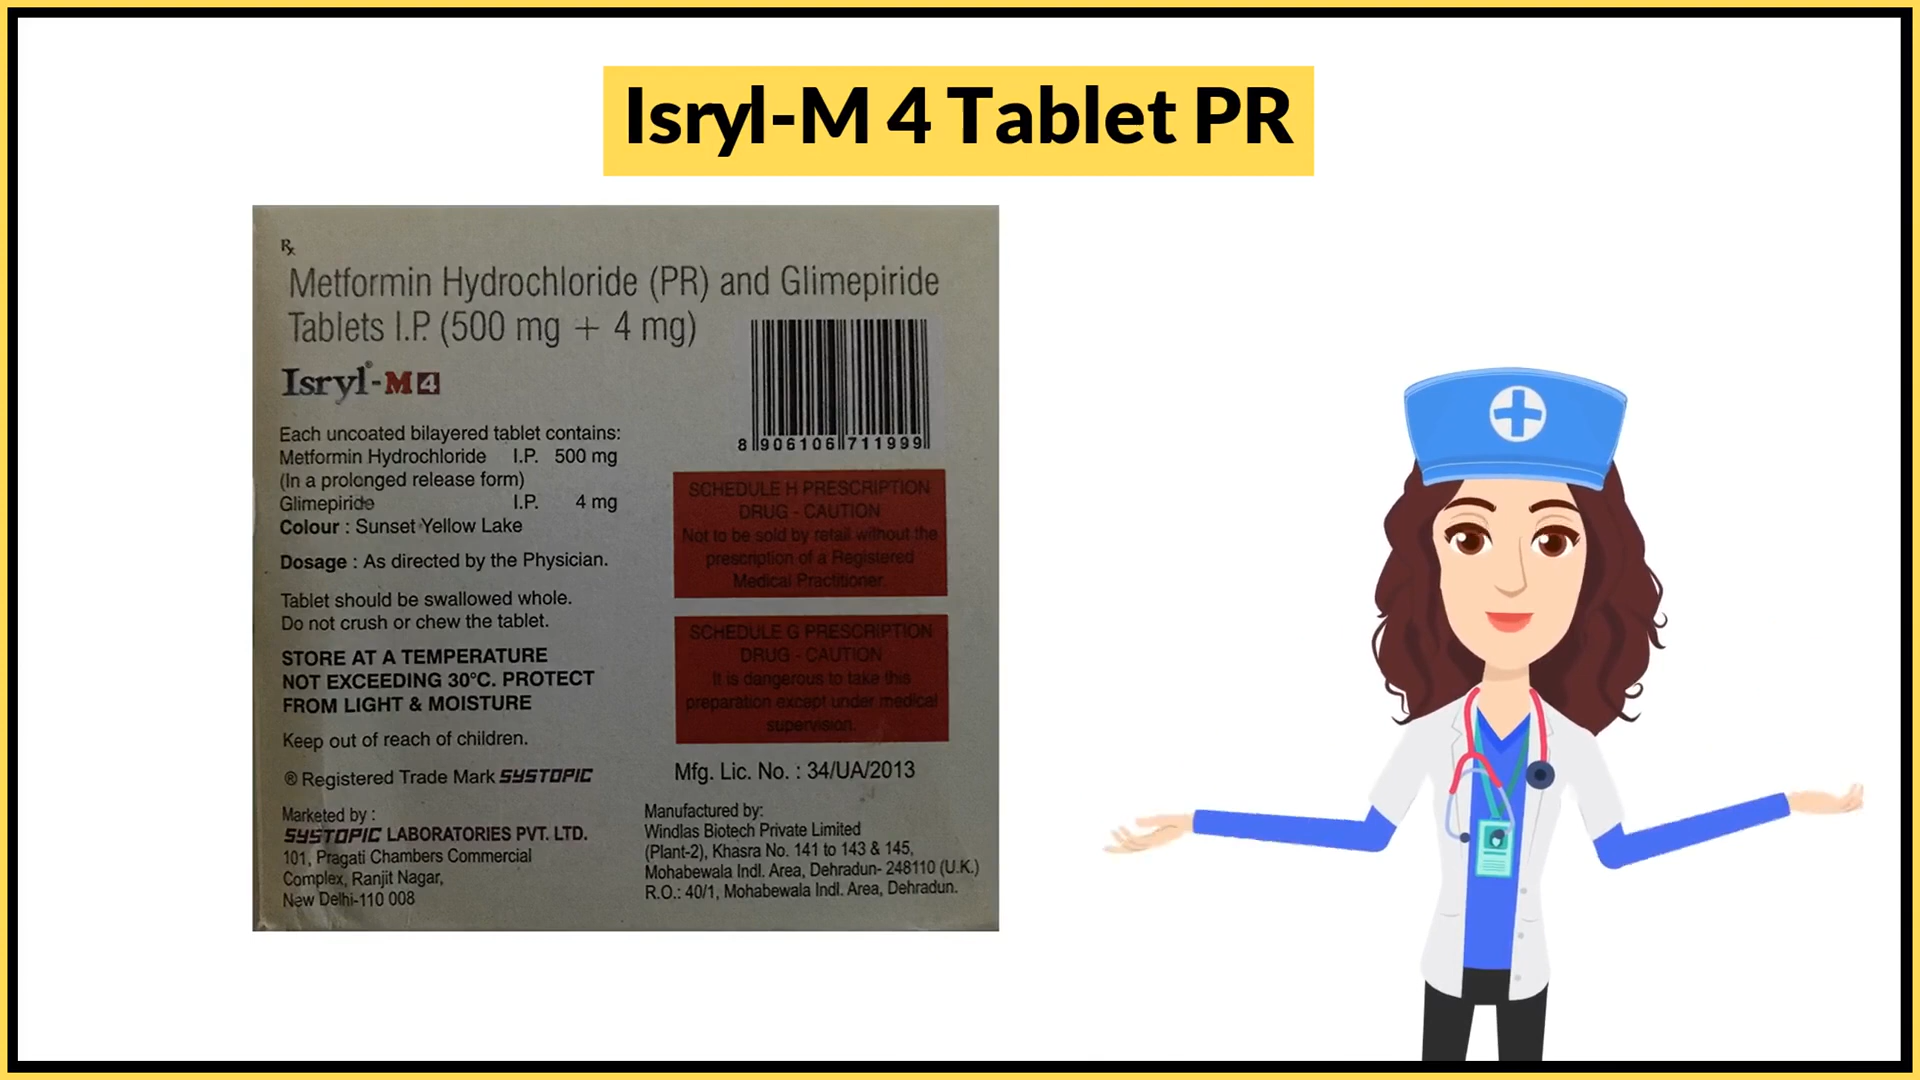 Isryl-M 4 Tablet PR
Rx
Metformin Hydrochloride (PR) and Glimepiride
Tablets I.P. (500 mg + 4 mg)
Isryl®-M4
Each uncoated bilayered tablet contains:
Metformin Hydrochloride I.P. 500 mg
(In a prolonged release form)
Glimepiride I.P. 4 mg
Colour : Sunset Yellow Lake
Dosage : As directed by the Physician.
Tablet should be swallowed whole.
Do not crush or chew the tablet.
STORE AT A TEMPERATURE
NOT EXCEEDING 30°C. PROTECT
FROM LIGHT & MOISTURE
Keep out of reach of children.
® Registered Trade Mark SYSTOPIC
Marketed by :
SYSTOPIC LABORATORIES PVT. LTD.
101, Pragati Chambers Commercial
Complex, Ranjit Nagar,
New Delhi-110 008
8 906106 711999
SCHEDULE H PRESCRIPTION
DRUG - CAUTION
Not to be sold by retail without the
prescription of a Registered
Medical Practitioner.
SCHEDULE G PRESCRIPTION
DRUG - CAUTION
It is dangerous to take this
preparation except under medical
supervision.
Mfg. Lic. No. : 34/UA/2013
Manufactured by:
Windlas Biotech Private Limited
(Plant-2), Khasra No. 141 to 143 & 145,
Mohabewala Indl. Area, Dehradun- 248110 (U.K.)
R.O.: 40/1, Mohabewala Indl. Area, Dehradun.